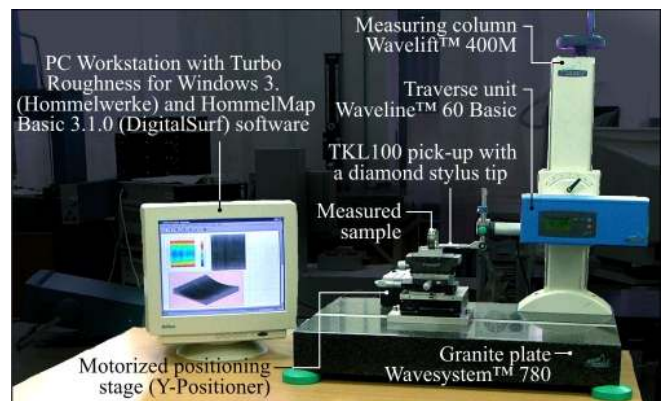 PC Workstation with Turbo
Roughness for Windows 3.
(Hommelwerke) and HommelMap
Basic 3.1.0 (DigitalSurf) software
Measuring column
Wavelift™ 400M
Traverse unit
Waveline™ 60 Basic
TKL100 pick-up with
a diamond stylus tip
Measured
sample
Motorized positioning
stage (Y-Positioner)
Granite plate
Wavesystem™ 780